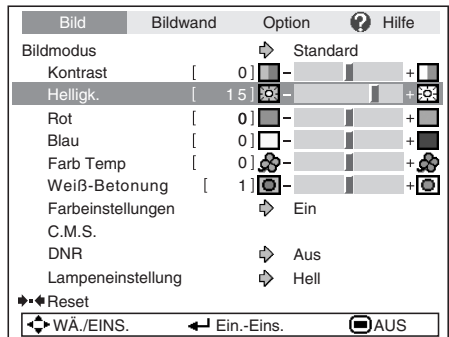 Bild Bildwand Option ? Hilfe
Bildmodus Standard
Kontrast [ 0] - +
Helligk. [ 15] - +
Rot [ 0] - +
Blau [ 0] - +
Farb Temp [ 0] - +
Weiß-Betonung [ 1] - +
Farbeinstellungen Ein
C.M.S.
DNR Aus
Lampeneinstellung Hell
Reset
WÄ./EINS. Ein.-Eins. AUS